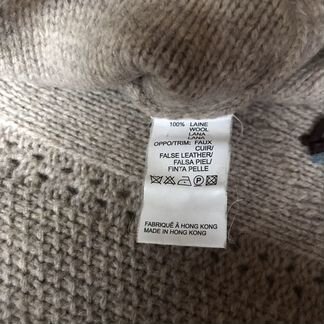 100% LAINE
WOOL
LANA
LANA
OPPO/TRIM: FAUX
CUIR/
FALSE LEATHER/
FALSA PIEL/
FINTA PELLE
P
FABRIQUÉ À HONG KONG
MADE IN HONG KONG